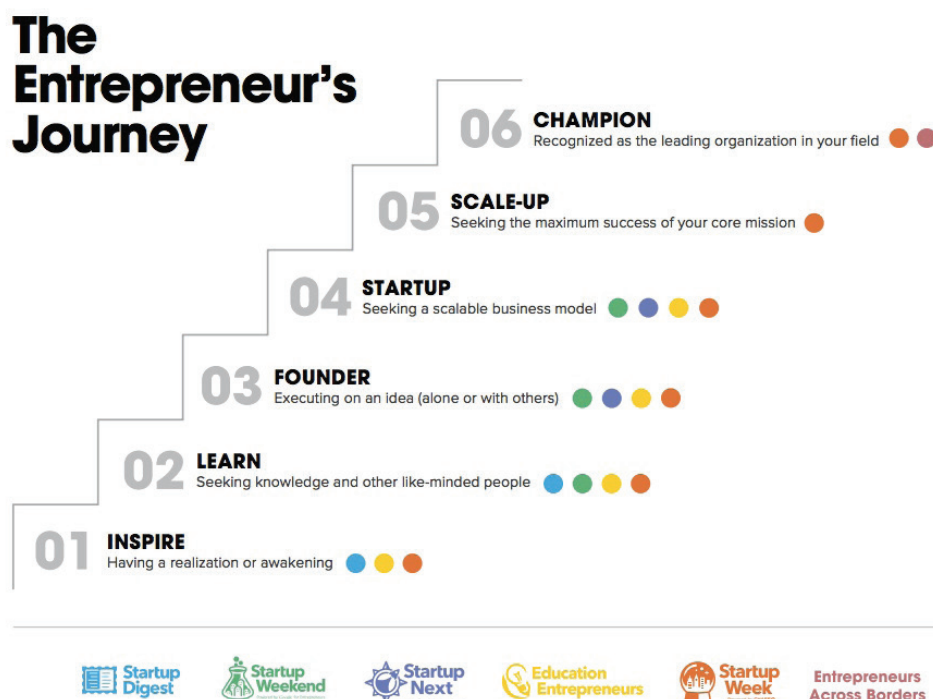 The
Entrepreneur's
Journey
06 CHAMPION
Recognized as the leading organization in your field
05 SCALE-UP
Seeking the maximum success of your core mission
04 STARTUP
Seeking a scalable business model
03 FOUNDER
Executing on an idea (alone or with others)
02 LEARN
Seeking knowledge and other like-minded people
01 INSPIRE
Having a realization or awakening
Startup
Digest
Startup
Weekend
Startup
Next
Education
Entrepreneurs
Startup
Week
Entrepreneurs
Across Borders